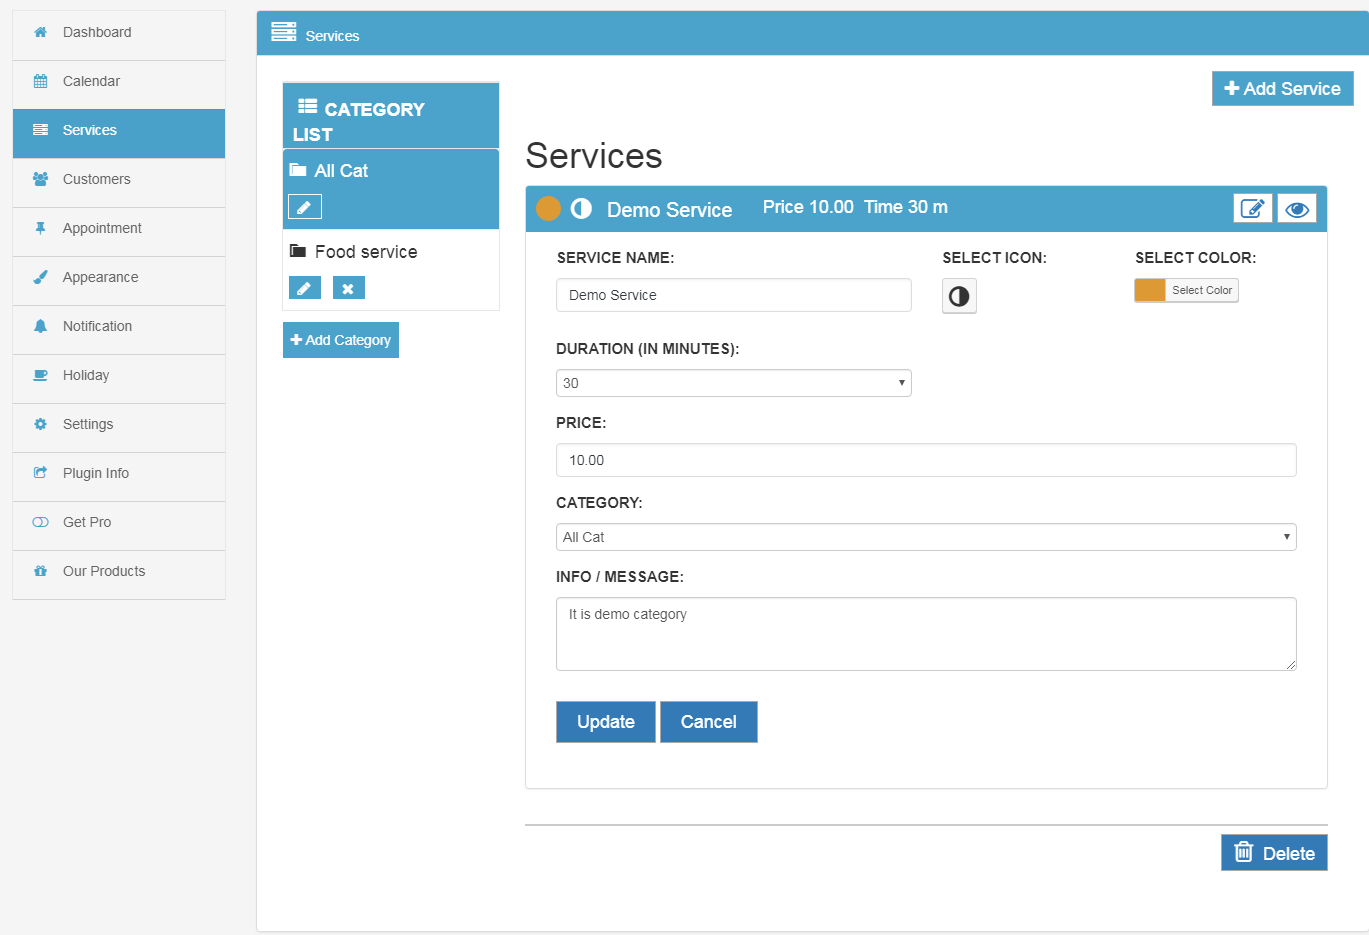 Dashboard
Calendar
Services
Customers
Appointment
Appearance
Notification
Holiday
Settings
Plugin Info
Get Pro
Our Products
Services
CATEGORY
LIST
All Cat
Food service
Add Category
Add Service
Services
Demo Service Price 10.00 Time 30 m
SERVICE NAME: SELECT ICON: SELECT COLOR:
Demo Service Select Color
DURATION (IN MINUTES):
30
PRICE:
10.00
CATEGORY:
All Cat
INFO / MESSAGE:
It is demo category
Update Cancel
Delete